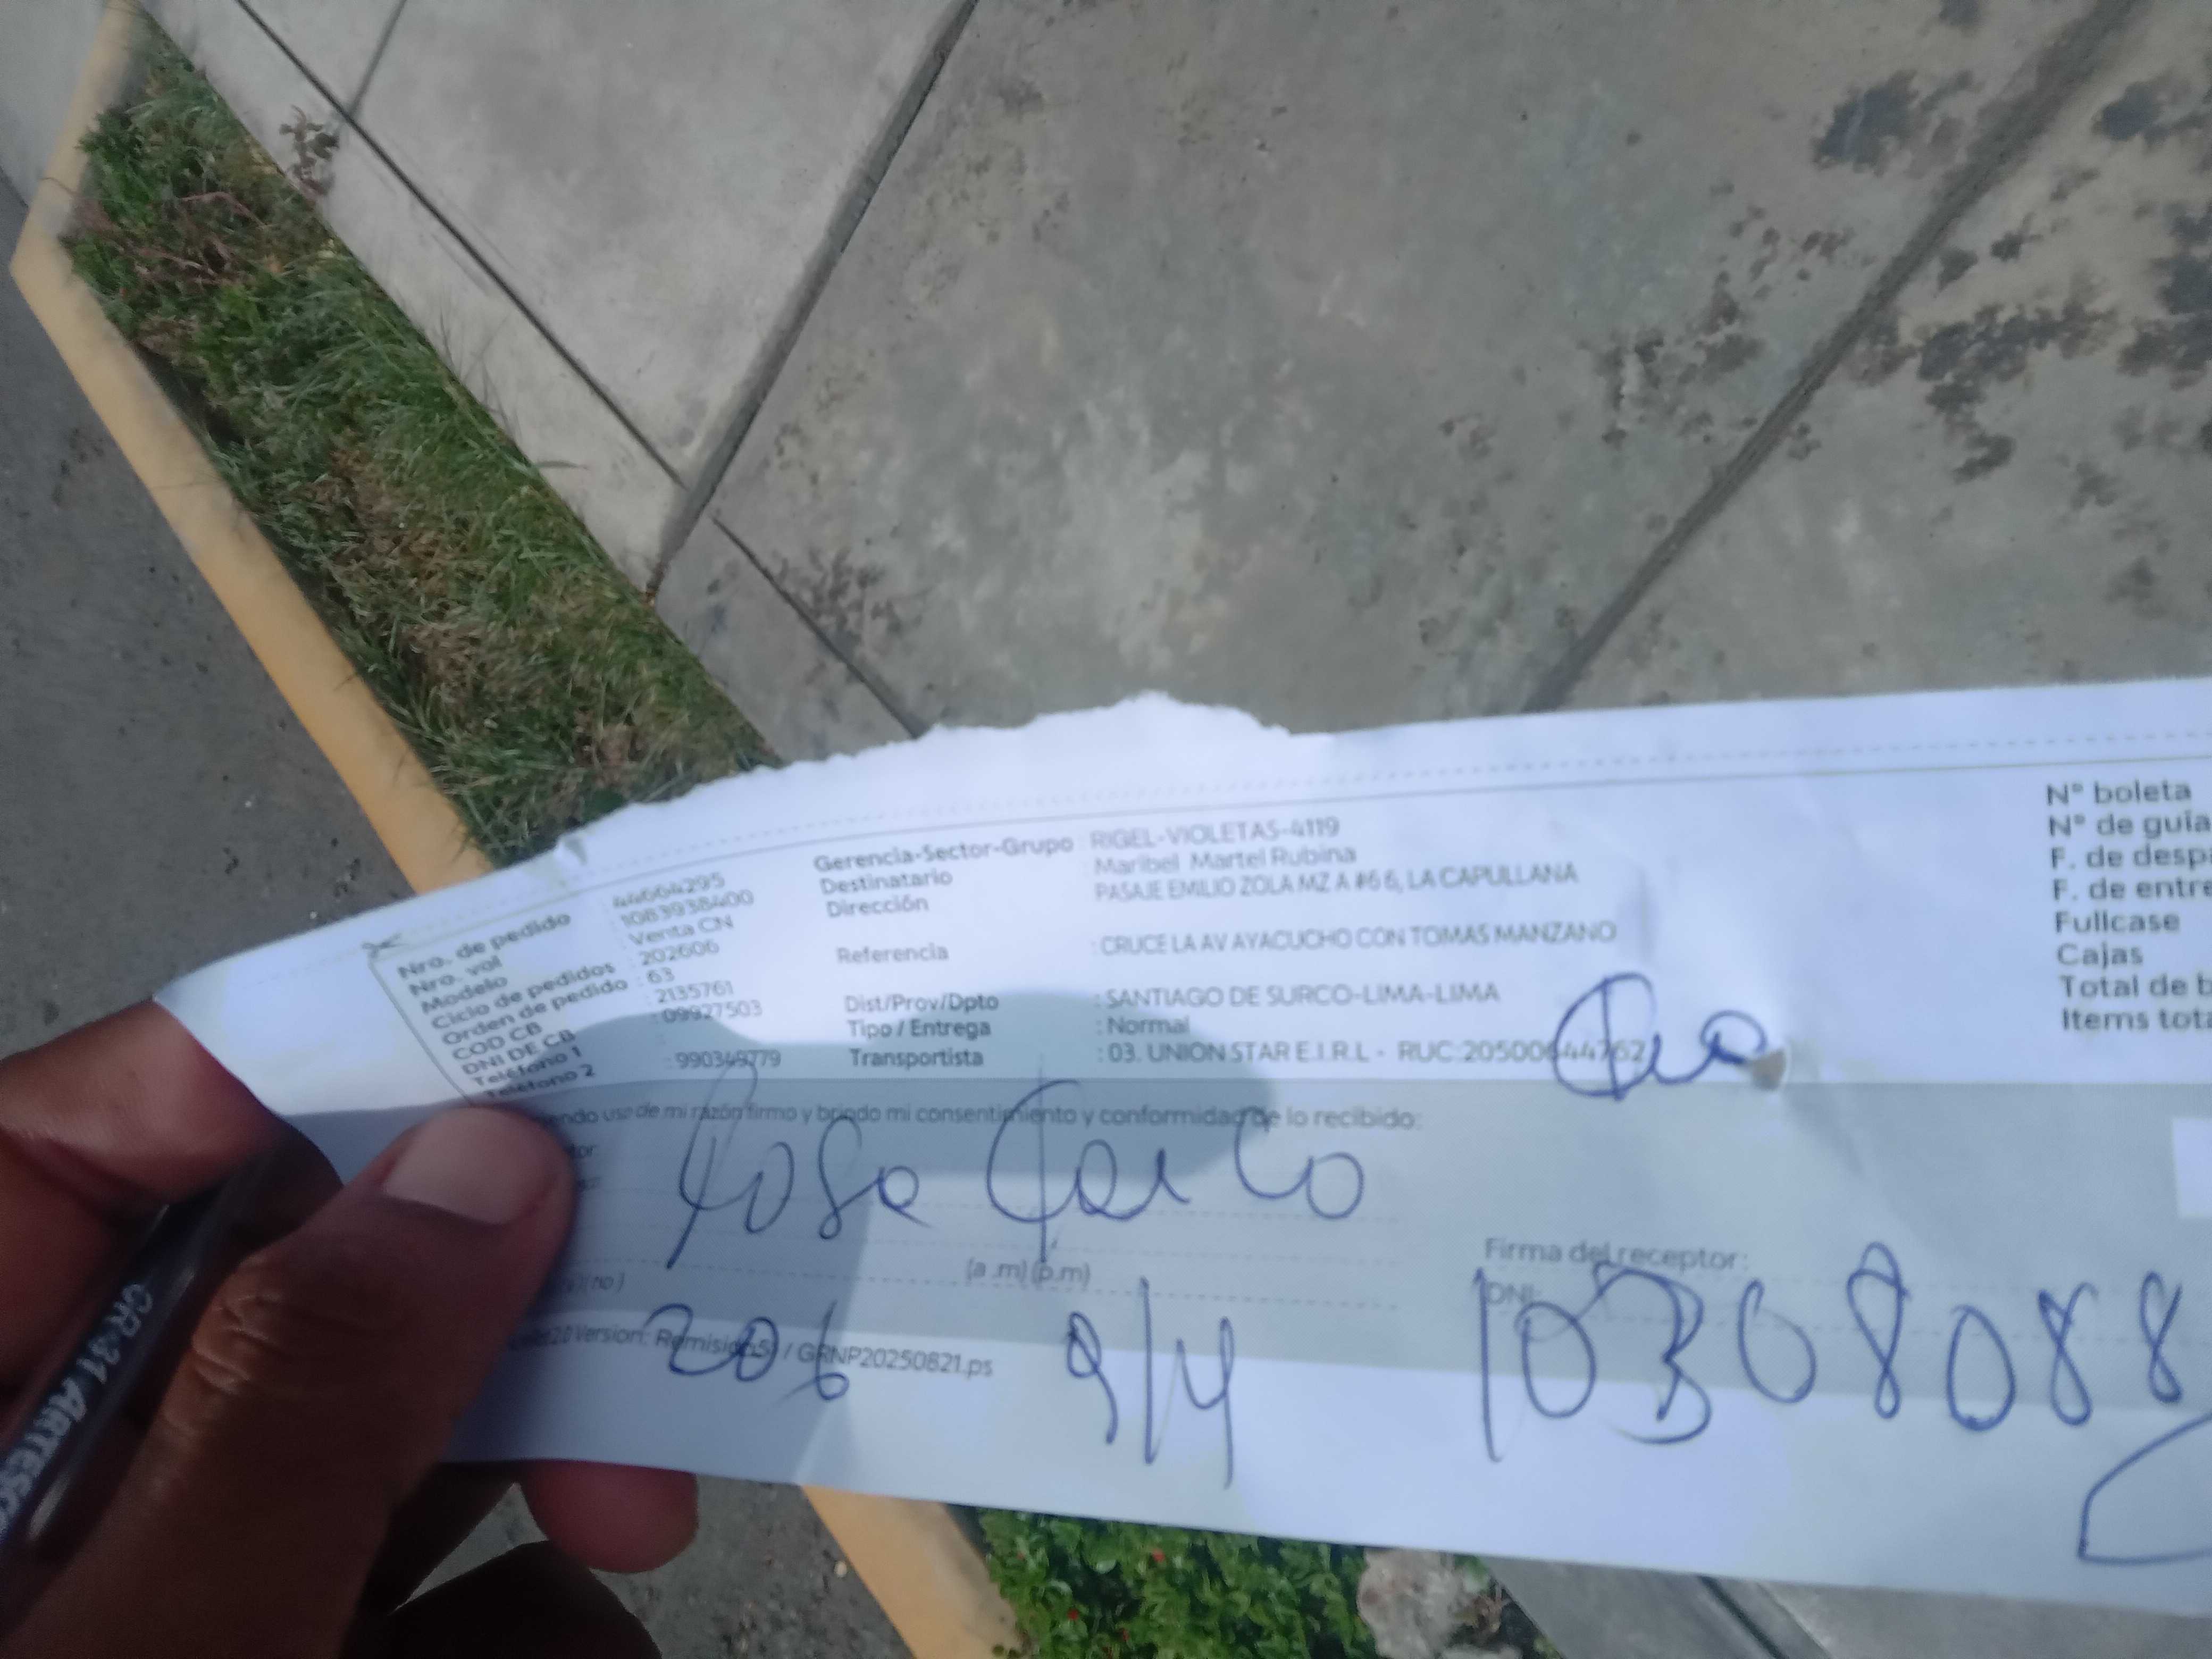 Nro. de pedido : 44664295
Nro. vol : 1083938400
Modelo : Venta CN
Ciclo de pedidos : 202606
Orden de pedido : 63
COD CB : 2135761
DNI DE CB : 09927503
Teléfono 1
Teléfono 2 : 990349779
Gerencia-Sector-Grupo : RIGEL-VIOLETAS-4119
Destinatario Maribel Martel Rubina
Dirección PASAJE EMILIO ZOLA MZ A #6 6, LA CAPULLANA
Referencia : CRUCE LA AV AYACUCHO CON TOMAS MANZANO
Dist/Prov/Dpto : SANTIAGO DE SURCO-LIMA-LIMA
Tipo / Entrega : Normal
Transportista : 03. UNION STAR E.I.R.L - RUC:20500644762
N° boleta
N° de guía
F. de despa
F. de entre
Fullcase
Cajas
Total de b
Items tota
endo uso de mi razón firmo y brindo mi consentimiento y conformidad de lo recibido:
tor
Rosa
(a .m) (p.m)
Firma del receptor:
DNI:
( no )
206 9/4
Version: / GRNP20250821.ps